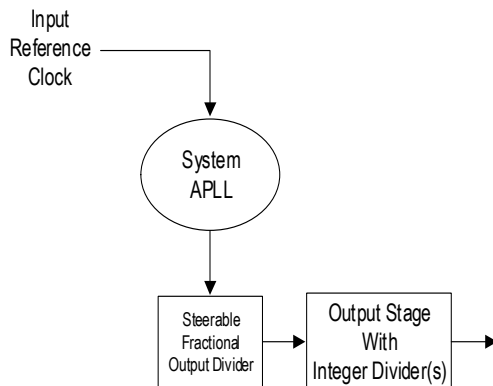 Input
Reference
Clock
System
APLL
Steerable
Fractional
Output Divider
Output Stage
With
Integer Divider(s)